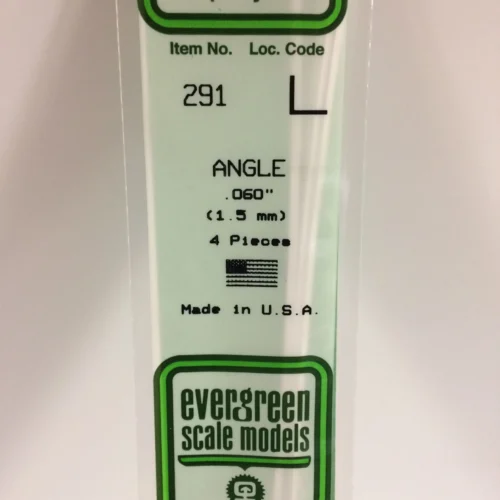 Item No. Loc. Code
291 L
ANGLE
.060"
(1.5 mm)
4 Pieces
Made in U.S.A.
evergreen
scale models